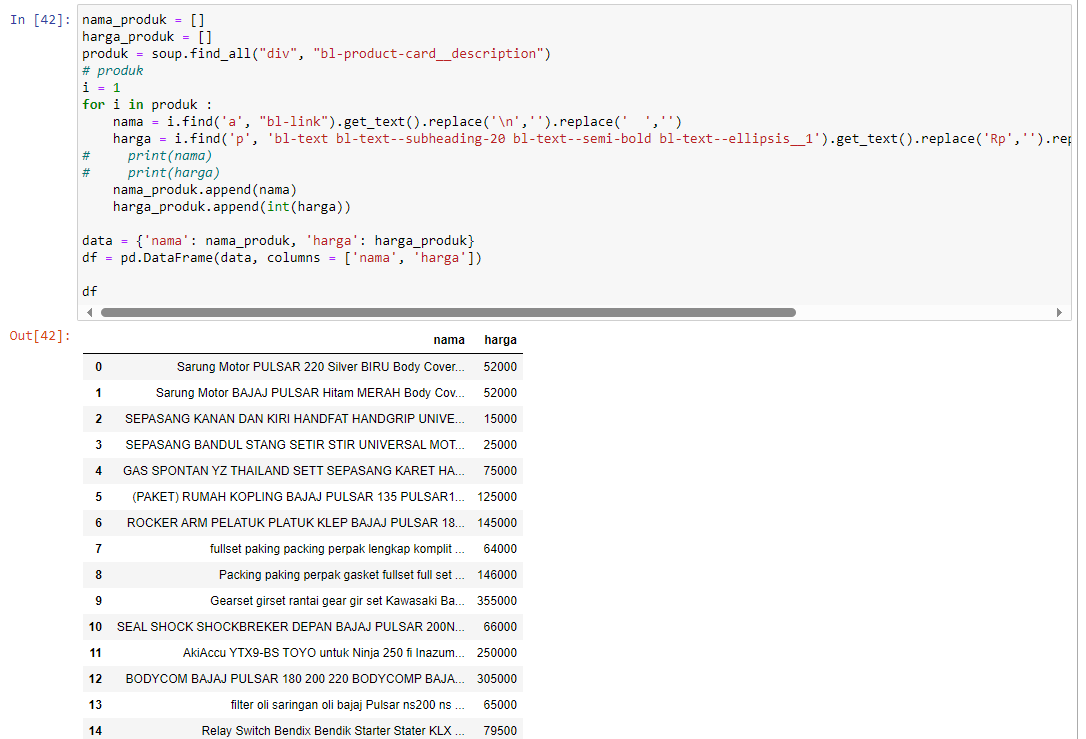 In [42]:
nama_produk = []
harga_produk = []
produk = soup.find_all("div", "bl-product-card__description")
# produk
i = 1
for i in produk :
    nama = i.find('a', "bl-link").get_text().replace('\n','').replace('  ','')
    harga = i.find('p', 'bl-text bl-text--subheading-20 bl-text--semi-bold bl-text--ellipsis__1').get_text().replace('Rp','').rep
#     print(nama)
#     print(harga)
    nama_produk.append(nama)
    harga_produk.append(int(harga))
data = {'nama': nama_produk, 'harga': harga_produk}
df = pd.DataFrame(data, columns = ['nama', 'harga'])
df
Out[42]:
nama harga
0 Sarung Motor PULSAR 220 Silver BIRU Body Cover... 52000
1 Sarung Motor BAJAJ PULSAR Hitam MERAH Body Cov... 52000
2 SEPASANG KANAN DAN KIRI HANDFAT HANDGRIP UNIVE... 15000
3 SEPASANG BANDUL STANG SETIR STIR UNIVERSAL MOT... 25000
4 GAS SPONTAN YZ THAILAND SETT SEPASANG KARET HA... 75000
5 (PAKET) RUMAH KOPLING BAJAJ PULSAR 135 PULSAR1... 125000
6 ROCKER ARM PELATUK PLATUK KLEP BAJAJ PULSAR 18... 145000
7 fullset paking packing perpak lengkap komplit ... 64000
8 Packing paking perpak gasket fullset full set ... 146000
9 Gearset girset rantai gear gir set Kawasaki Ba... 355000
10 SEAL SHOCK SHOCKBREKER DEPAN BAJAJ PULSAR 200N... 66000
11 AkiAccu YTX9-BS TOYO untuk Ninja 250 fi Inazum... 250000
12 BODYCOM BAJAJ PULSAR 180 200 220 BODYCOMP BAJA... 305000
13 filter oli saringan oli bajaj Pulsar ns200 ns ... 65000
14 Relay Switch Bendix Bendik Starter Stater KLX ... 79500